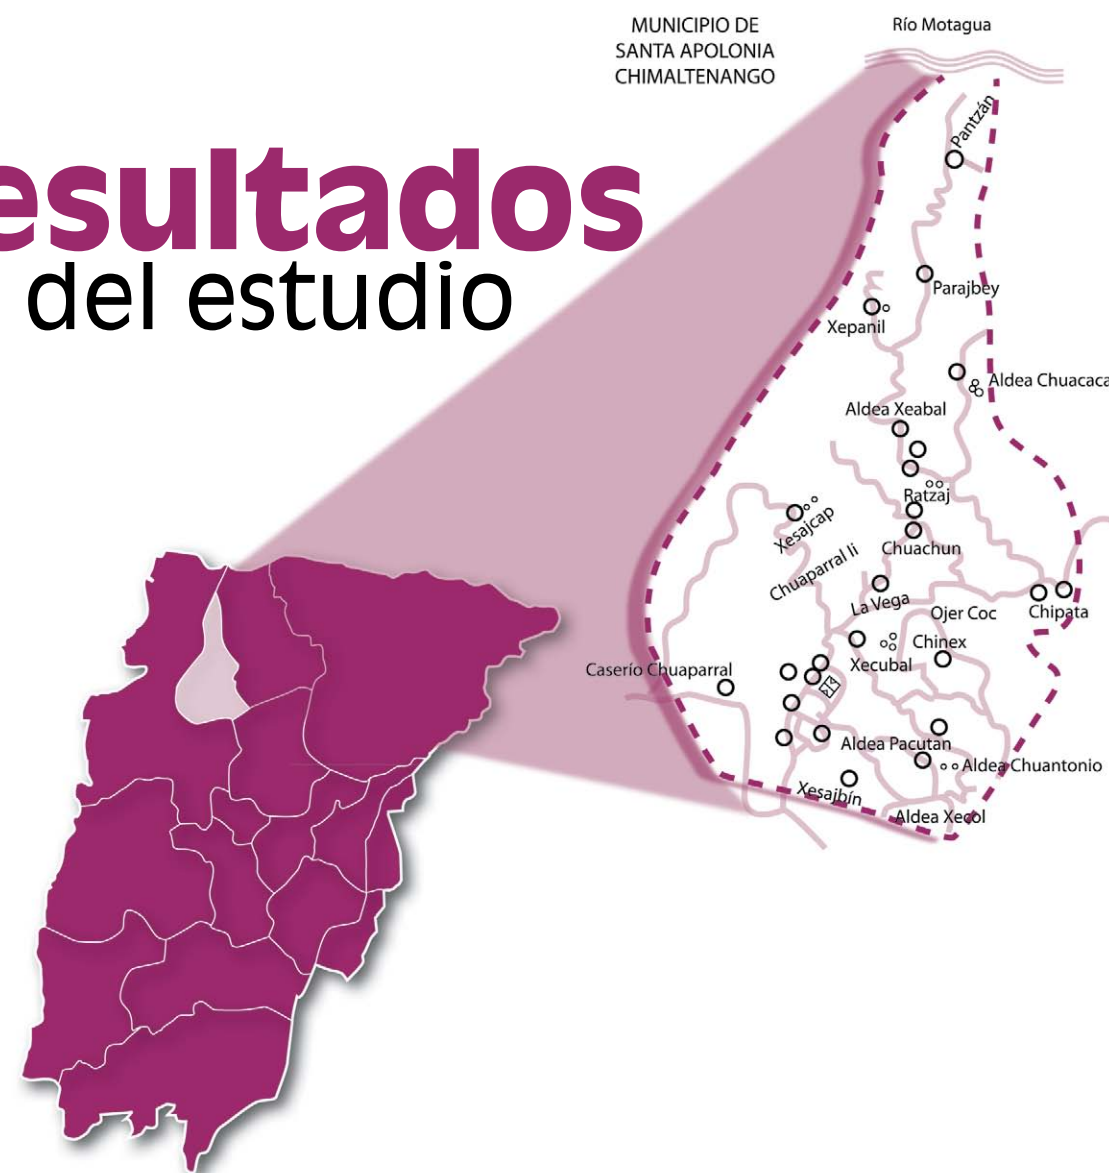 MUNICIPIO DE
SANTA APOLONIA
CHIMALTENANGO
Río Motagua
esultados
del estudio
Pantzán
Parajbey
Xepanil
Aldea Chuacaca
Aldea Xeabal
Ratzaj
Xesajcap
Chuachun
Chuaparral Ii
La Vega
Ojer Coc
Chipata
Chinex
Xecubal
Caserío Chuaparral
Aldea Pacutan
Aldea Chuantonio
Xesajbín
Aldea Xecol